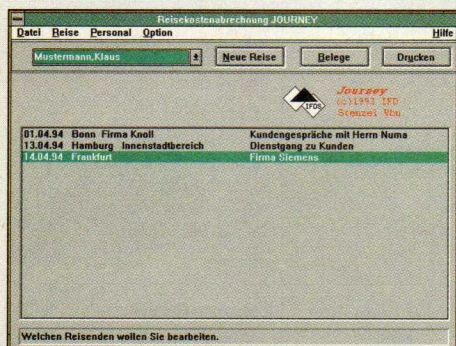 Reisekostenabrechnung JOURNEY
Datei Reise Personal Option Hilfe
Mustermann,Klaus Neue Reise Belege Drucken
Journey
IFDS (c)1993 IFD
Stenzel Vbu
01.04.94 Bonn Firma Knoll Kundengespräche mit Herrn Numa
13.04.94 Hamburg Innenstadtbereich Dienstgang zu Kunden
14.04.94 Frankfurt Firma Siemens
Welchen Reisenden wollen Sie bearbeiten.